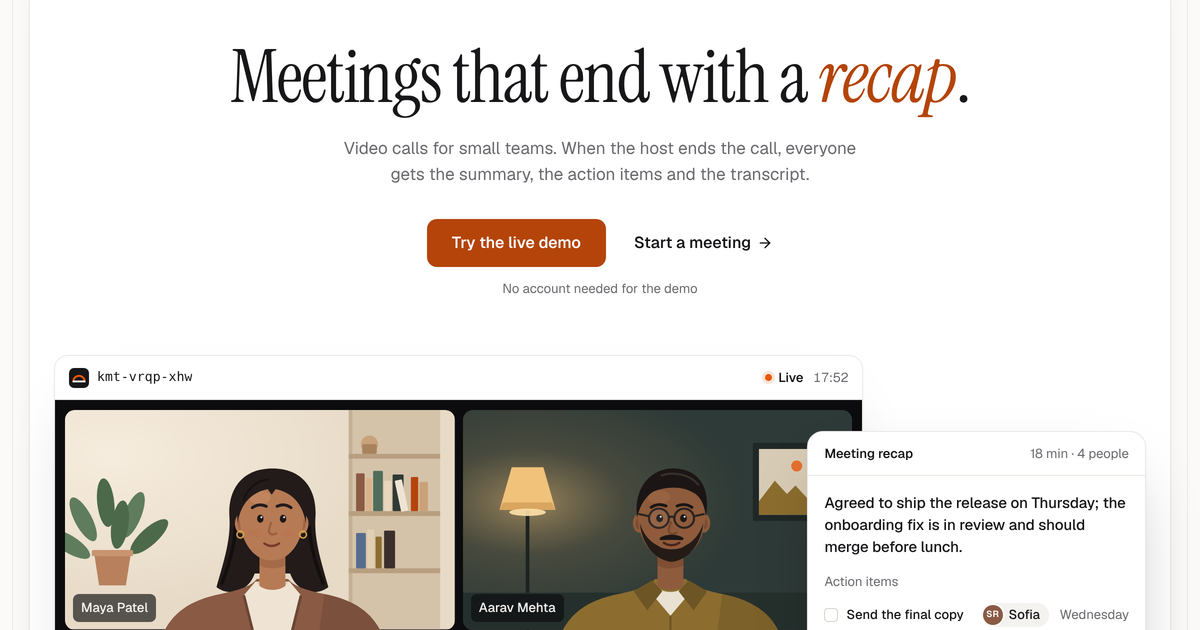 Meetings that end with a recap.
Video calls for small teams. When the host ends the call, everyone
gets the summary, the action items and the transcript.
Try the live demo
Start a meeting →
No account needed for the demo
kmt-vrqp-xhw
Live 17:52
Maya Patel
Aarav Mehta
Meeting recap
18 min · 4 people
Agreed to ship the release on Thursday; the
onboarding fix is in review and should
merge before lunch.
Action items
Send the final copy SR Sofia Wednesday